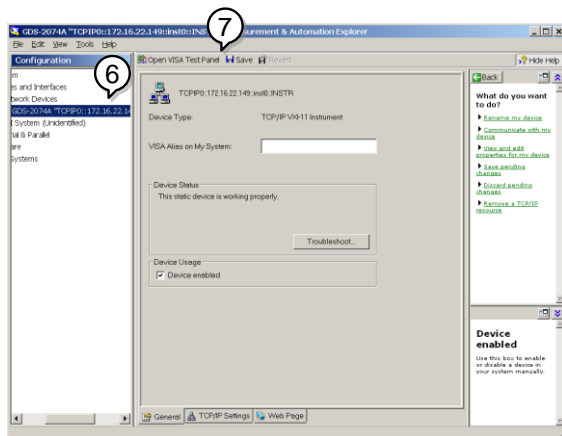 GDS-2074A "TCPIP0::172.16.22.149::inst0::INS
urement & Automation Explorer
7
File Edit View Tools Help
Configuration
Open VISA Test Panel Save Revert
Hide Help
6
m
es and Interfaces
twork Devices
GDS-2074A "TCPIP0::172.16.22.14
l System (Unidentified)
ial & Parallel
are
Systems
TCPIP0::172.16.22.149::inst0::INSTR
Device Type: TCP/IP VXI-11 Instrument
VISA Alias on My System:
Device Status
This static device is working properly.
Troubleshoot...
Device Usage
Device enabled
General TCP/IP Settings Web Page
Back
What do you want
to do?
Rename my device
Communicate with my
device
View and edit
properties for my device
Save pending
changes
Discard pending
changes
Remove a TCP/IP
resource
Device
enabled
Use this box to enable
or disable a device in
your system manually.